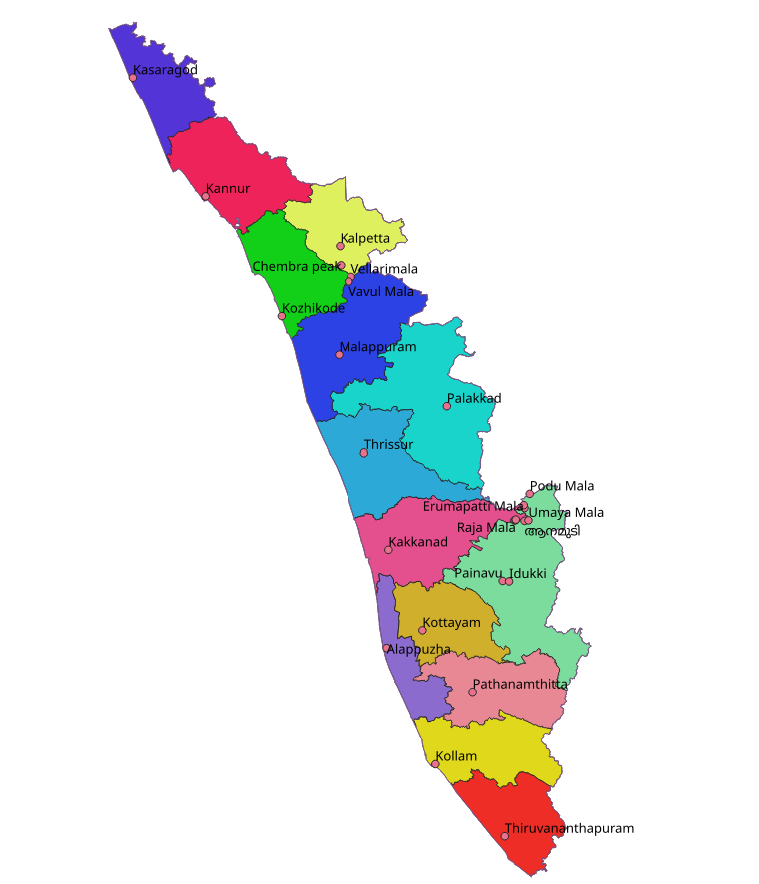 Kasaragod
Kannur
Kalpetta
Chembra peak
Vellarimala
Vavul Mala
Kozhikode
Malappuram
Palakkad
Thrissur
Podu Mala
Erumapatti Mala
Umaya Mala
Raja Mala
Kakkanad
Painavu
Idukki
Kottayam
Alappuzha
Pathanamthitta
Kollam
Thiruvananthapuram